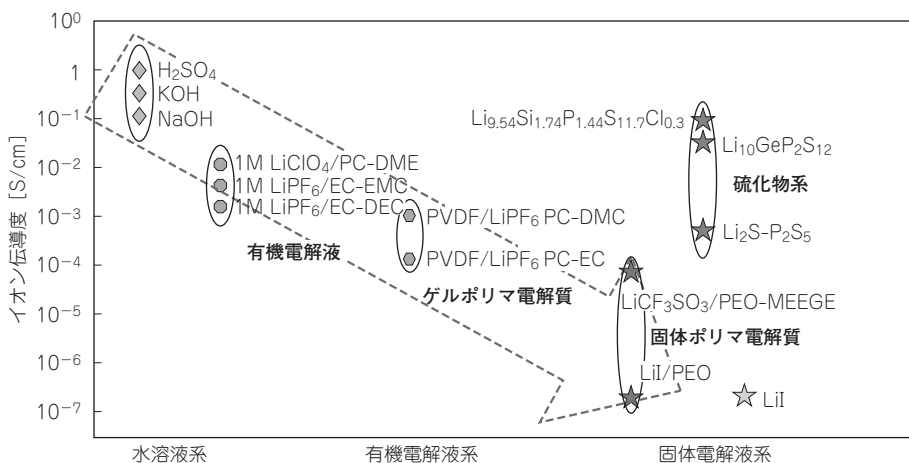 イオン伝導度［S/cm］
10⁰
1
10⁻¹
10⁻²
10⁻³
10⁻⁴
10⁻⁵
10⁻⁶
10⁻⁷
H₂SO₄
KOH
NaOH
1M LiClO₄/PC-DME
1M LiPF₆/EC-EMC
1M LiPF₆/EC-DEC
有機電解液
PVDF/LiPF₆ PC-DMC
PVDF/LiPF₆ PC-EC
ゲルポリマ電解質
Li₉.₅₄Si₁.₇₄P₁.₄₄S₁₁.₇Cl₀.₃
Li₁₀GeP₂S₁₂
硫化物系
Li₂S-P₂S₅
LiCF₃SO₃/PEO-MEEGE
固体ポリマ電解質
LiI/PEO
LiI
水溶液系
有機電解液系
固体電解液系